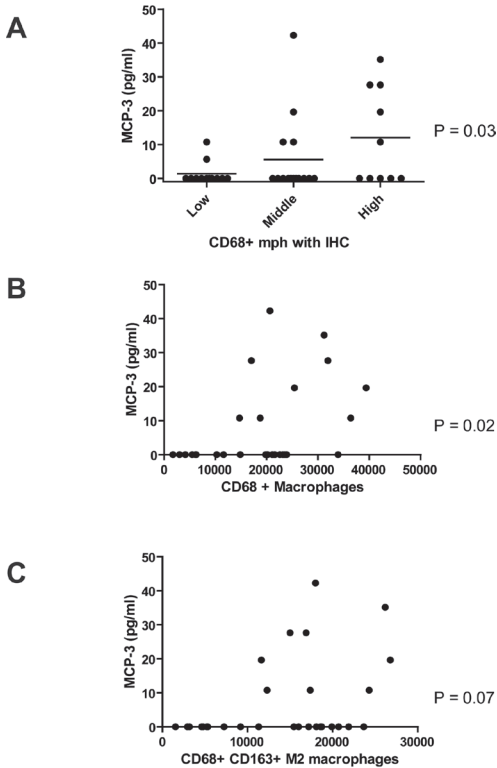 A
50
40
30
20
10
0
MCP-3 (pg/ml)
Low
Middle
High
CD68+ mph with IHC
P = 0.03
B
50
40
30
20
10
0
MCP-3 (pg/ml)
0 10000 20000 30000 40000 50000
CD68 + Macrophages
P = 0.02
C
50
40
30
20
10
0
MCP-3 (pg/ml)
0 10000 20000 30000
CD68+ CD163+ M2 macrophages
P = 0.07